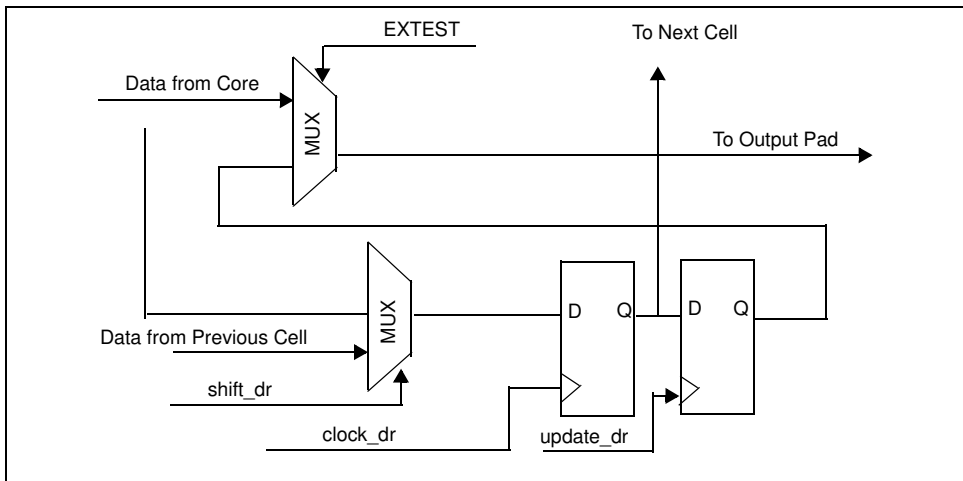 EXTEST
To Next Cell
Data from Core
MUX
To Output Pad
MUX
D Q
D Q
Data from Previous Cell
shift_dr
clock_dr
update_dr